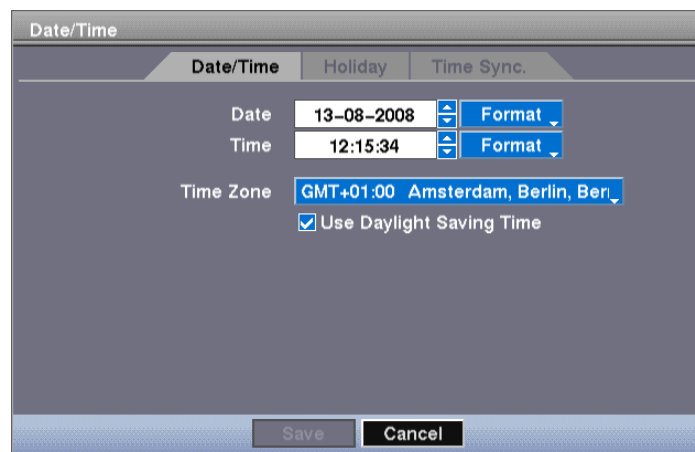 Date/Time
Date/Time Holiday Time Sync.
Date 13-08-2008 Format
Time 12:15:34 Format
Time Zone GMT+01:00 Amsterdam, Berlin, Ber
Use Daylight Saving Time
Save Cancel